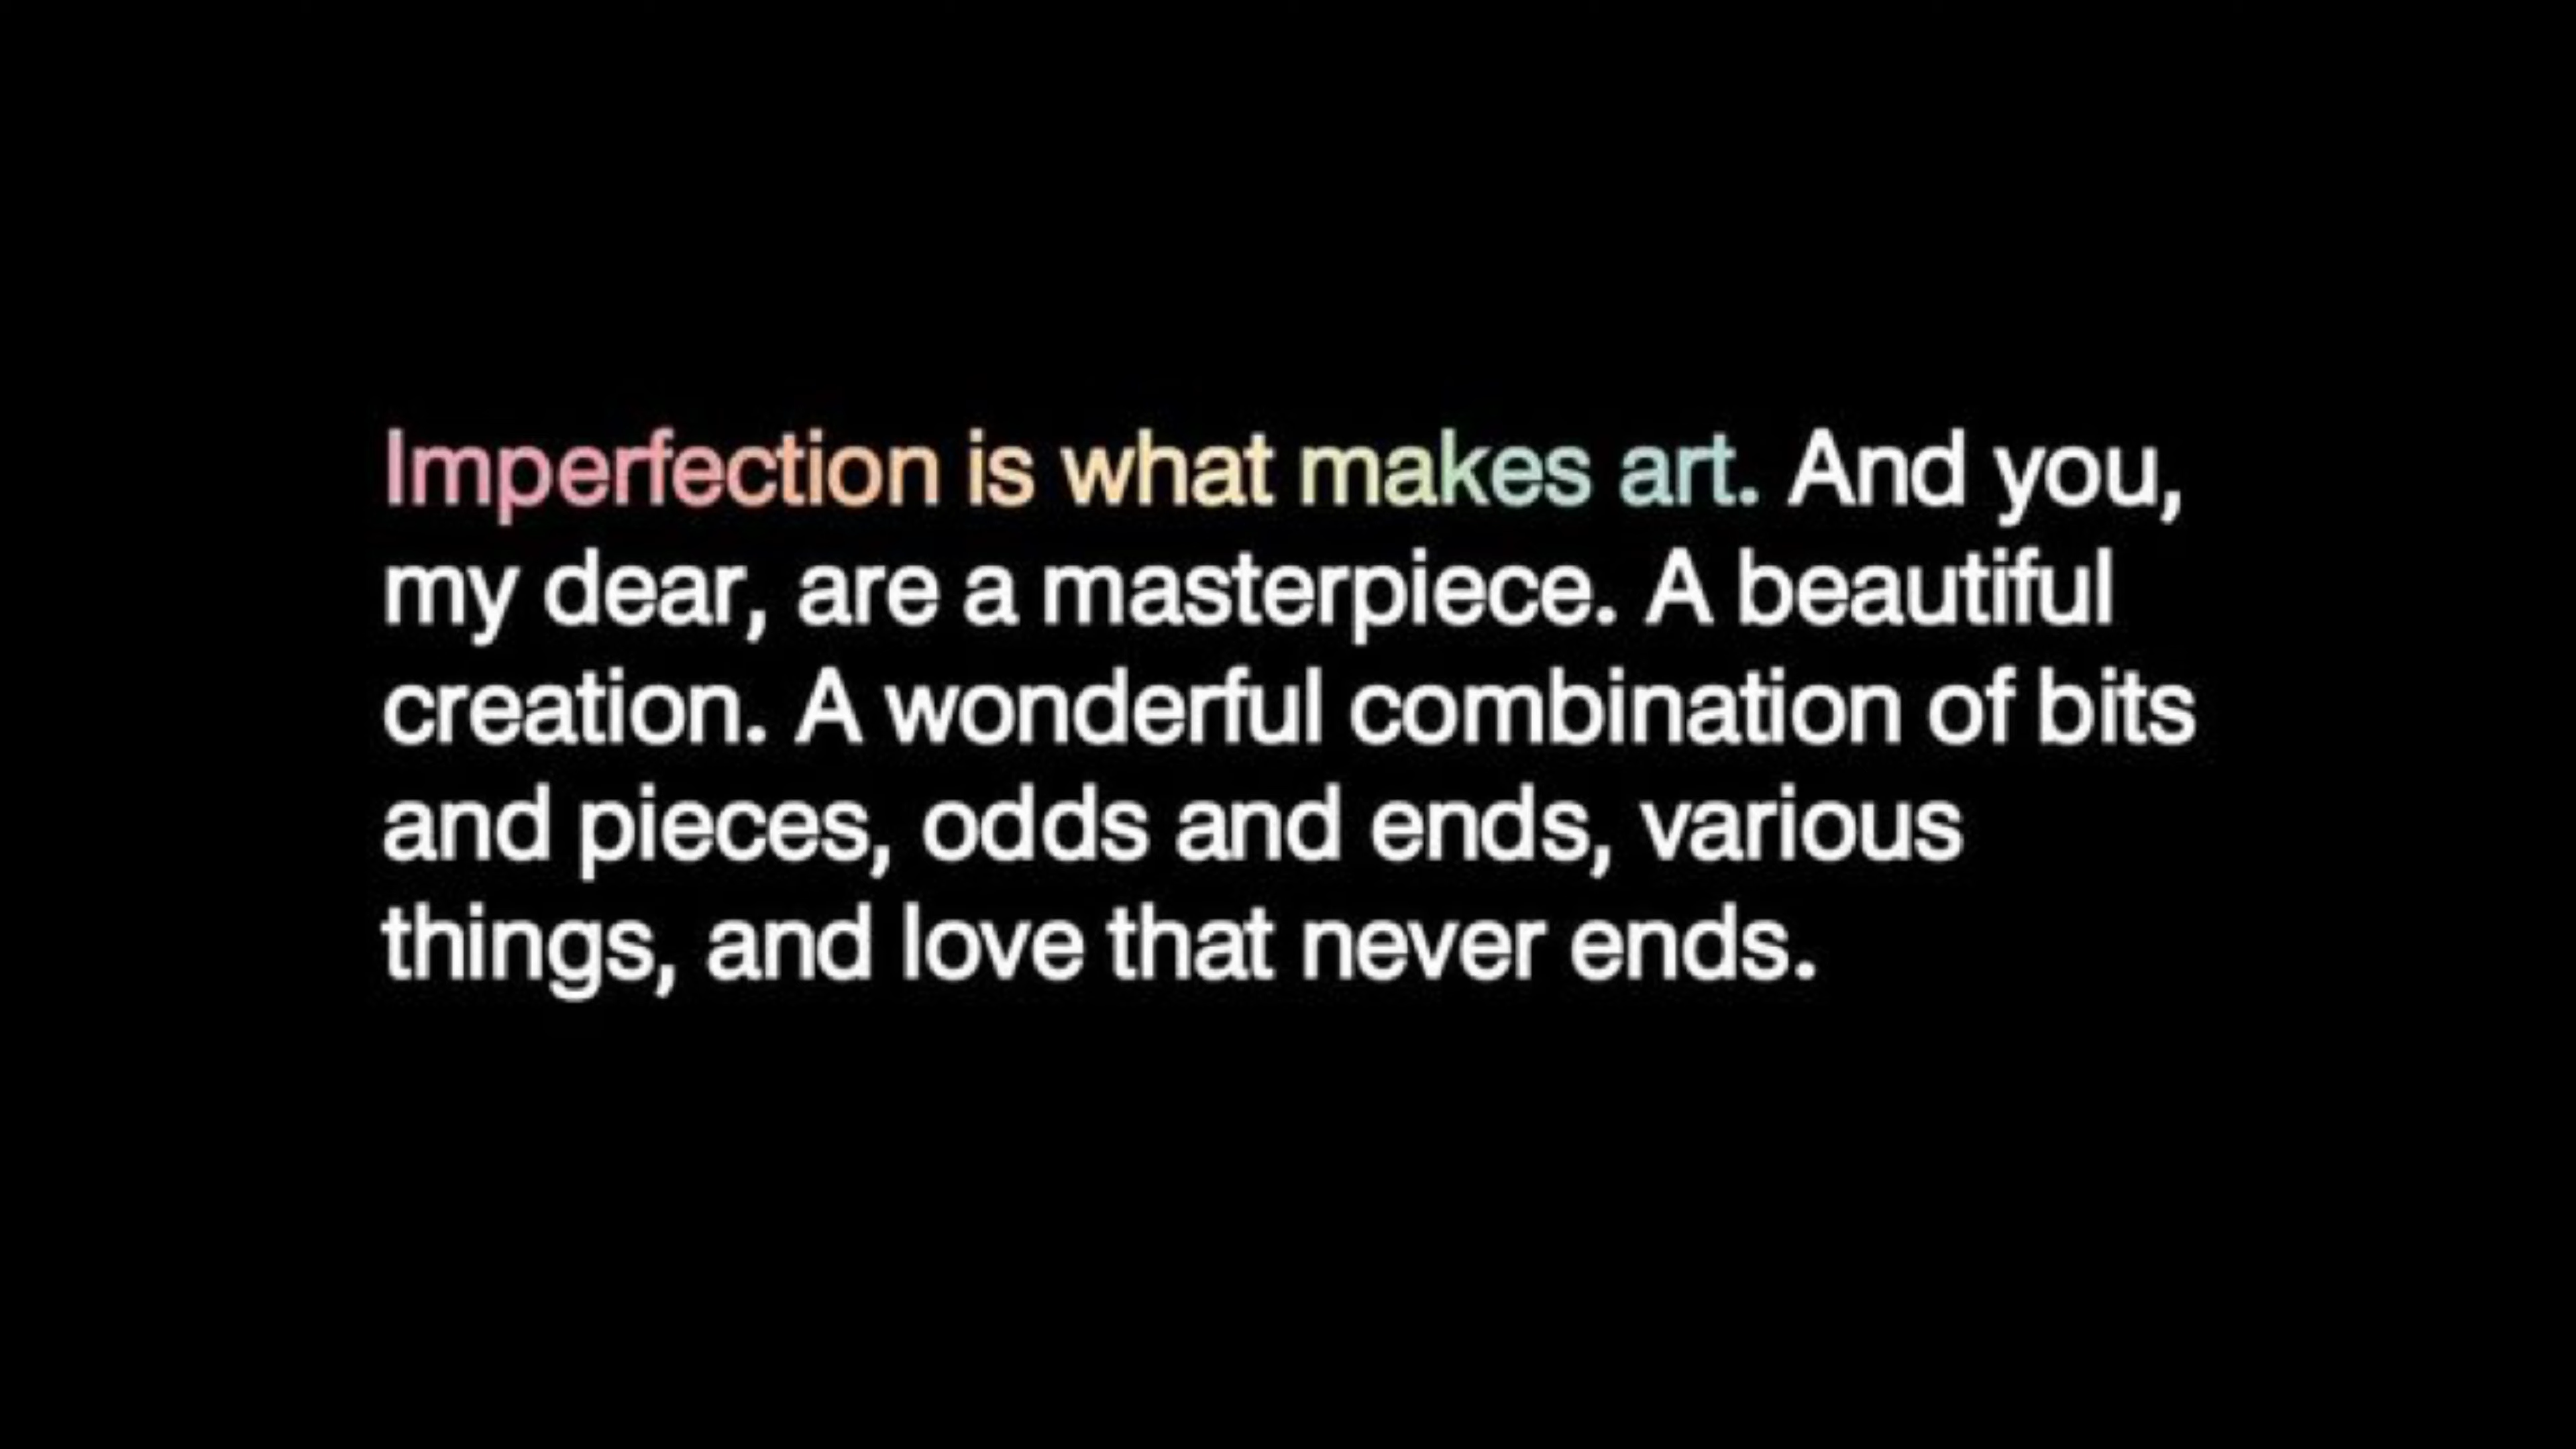 Imperfection is what makes art. And you,
my dear, are a masterpiece. A beautiful
creation. A wonderful combination of bits
and pieces, odds and ends, various
things, and love that never ends.